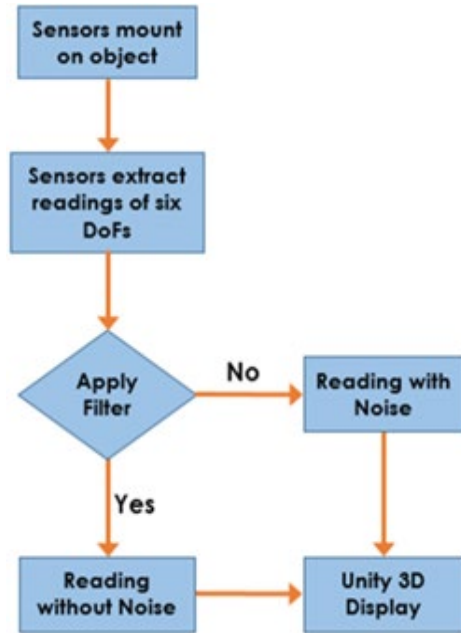 Sensors mount
on object
Sensors extract
readings of six
DoFs
Apply
Filter
No
Reading with
Noise
Yes
Reading
without Noise
Unity 3D
Display